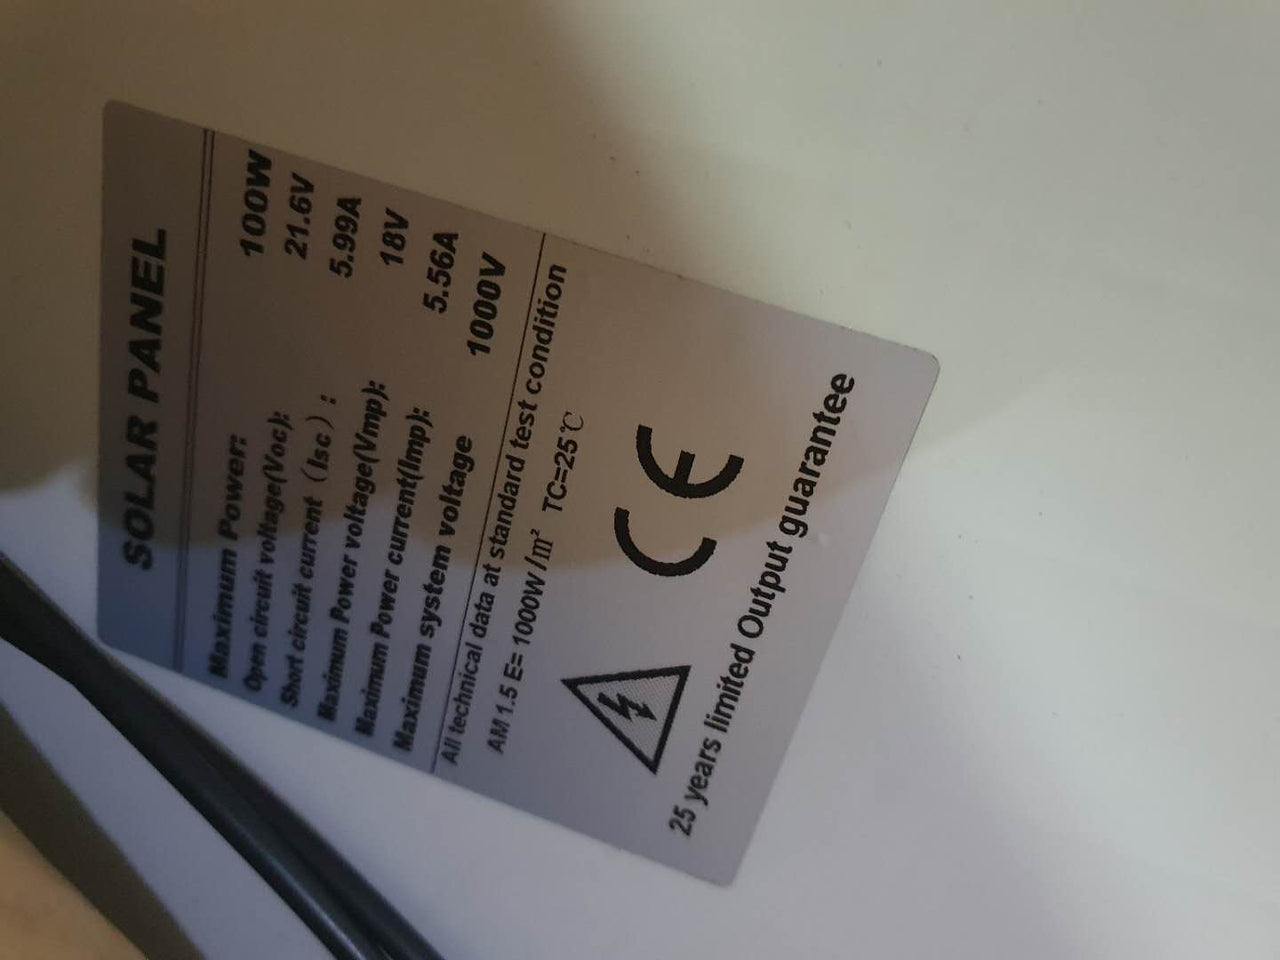 SOLAR PANEL
Maximum Power: 100W
Open circuit voltage(Voc): 21.6V
Short circuit current (Isc) : 5.99A
Maximum Power voltage(Vmp): 18V
Maximum Power current(Imp): 5.56A
Maximum system voltage 1000V
All technical data at standard test condition
AM 1.5 E=1000W/m² TC=25℃
CE
25 years limited Output guarantee